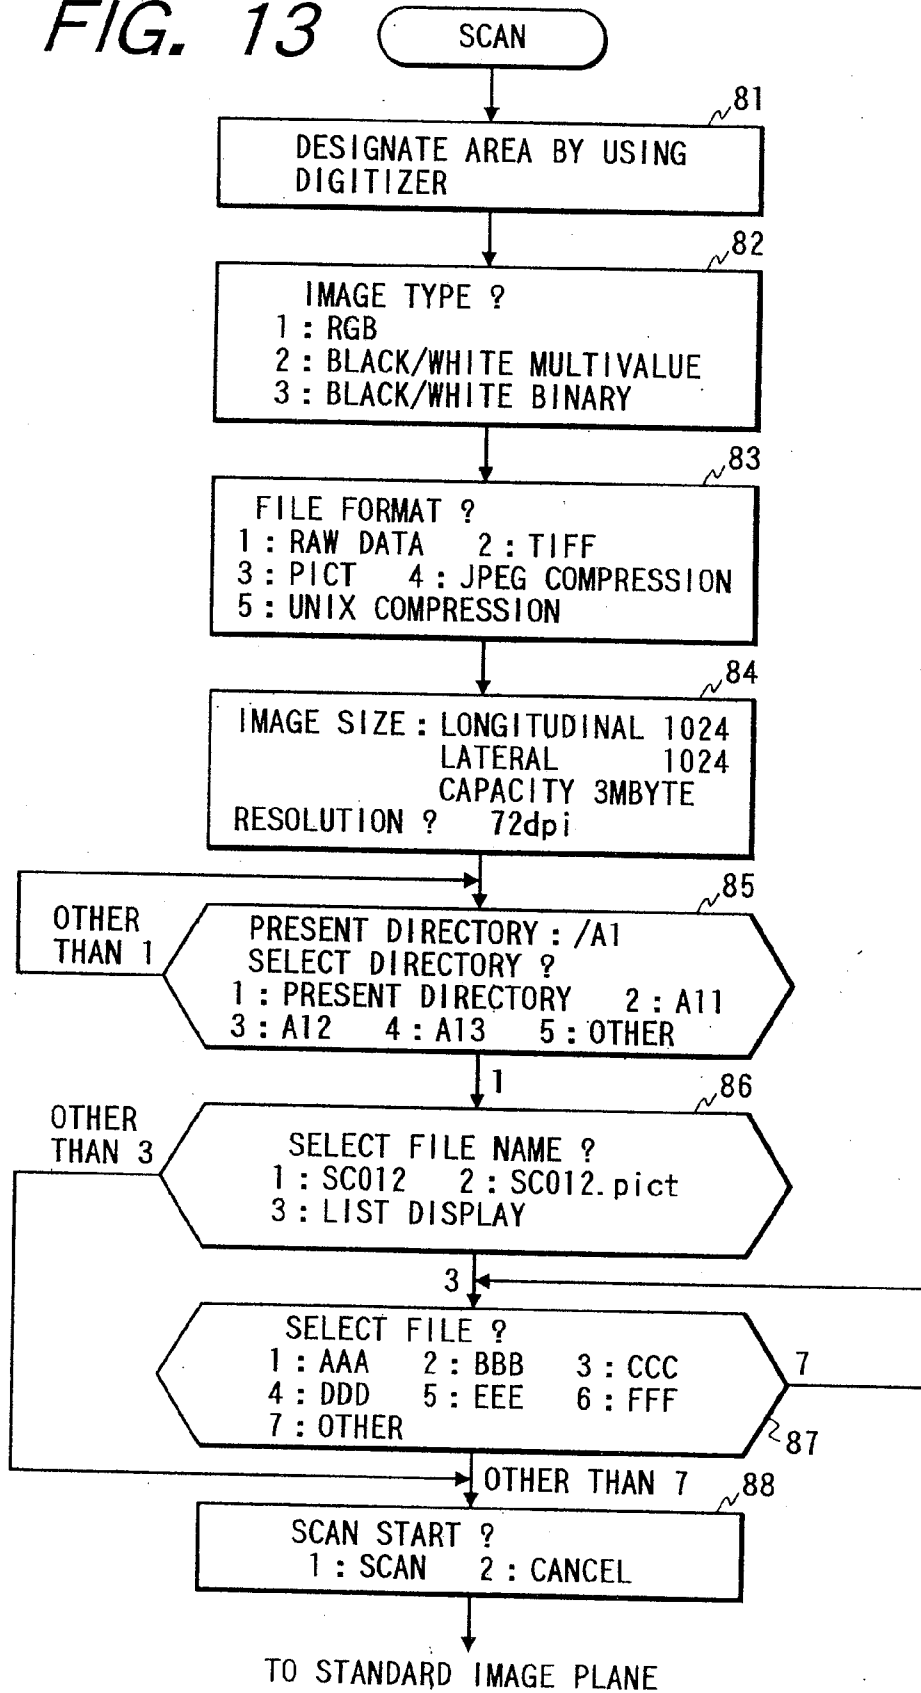 FIG. 13
SCAN
81
DESIGNATE AREA BY USING
DIGITIZER
82
IMAGE TYPE ?
1 : RGB
2 : BLACK/WHITE MULTIVALUE
3 : BLACK/WHITE BINARY
83
FILE FORMAT ?
1 : RAW DATA 2 : TIFF
3 : PICT 4 : JPEG COMPRESSION
5 : UNIX COMPRESSION
84
IMAGE SIZE : LONGITUDINAL 1024
LATERAL 1024
CAPACITY 3MBYTE
RESOLUTION ? 72dpi
85
OTHER
THAN 1
PRESENT DIRECTORY : /A1
SELECT DIRECTORY ?
1 : PRESENT DIRECTORY 2 : A11
3 : A12 4 : A13 5 : OTHER
1
86
OTHER
THAN 3
SELECT FILE NAME ?
1 : SC012 2 : SC012.pict
3 : LIST DISPLAY
3
SELECT FILE ?
1 : AAA 2 : BBB 3 : CCC
4 : DDD 5 : EEE 6 : FFF
7 : OTHER
7
87
OTHER THAN 7
88
SCAN START ?
1 : SCAN 2 : CANCEL
TO STANDARD IMAGE PLANE